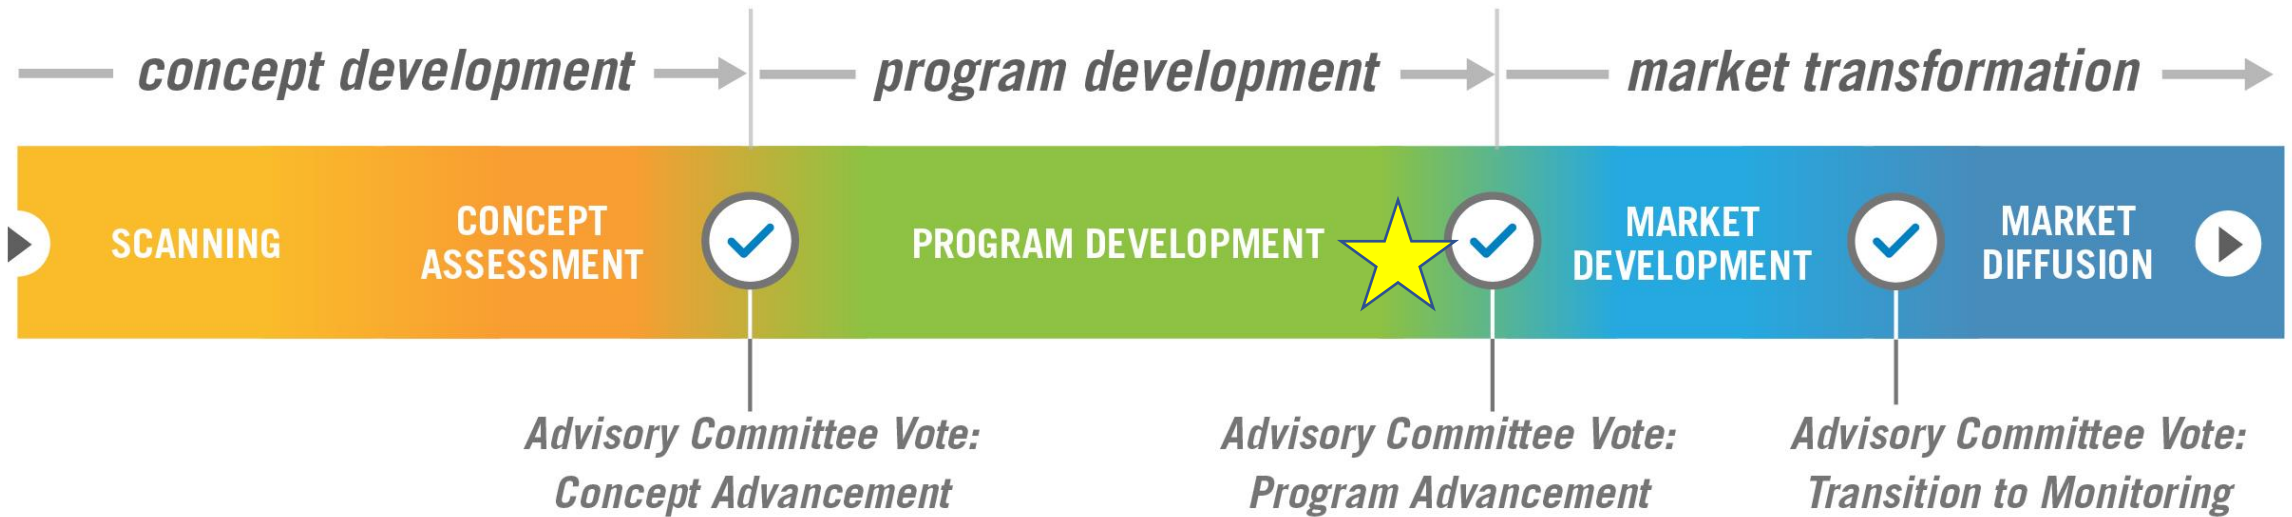 concept development
program development
market transformation
SCANNING
CONCEPT
ASSESSMENT
PROGRAM DEVELOPMENT
MARKET
DEVELOPMENT
MARKET
DIFFUSION
Advisory Committee Vote:
Concept Advancement
Advisory Committee Vote:
Program Advancement
Advisory Committee Vote:
Transition to Monitoring